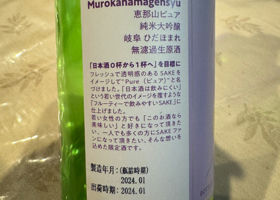 Murokanamagensyu
恵那山ピュア
純米大吟醸
岐阜 ひだほまれ
無濾過生原酒
「日本酒0杯から1杯へ」を目標に
フレッシュで透明感のあるSAKEを
イメージして"Pure（ピュア）"と名
づけました。「日本酒は飲みにくい」
という若い世代のイメージを覆すような
「フルーティーで飲みやすいSAKE」に
仕上げました。
若い女性の方でも「このお酒なら
美味しい」と好きになって頂きた
い、一人でも多くの方にSAKEファ
ンになって頂きたい、そんな想いを
込めた限定酒です。
製造年月：(瓶詰時期)
2024.01
出荷時期：2024.01